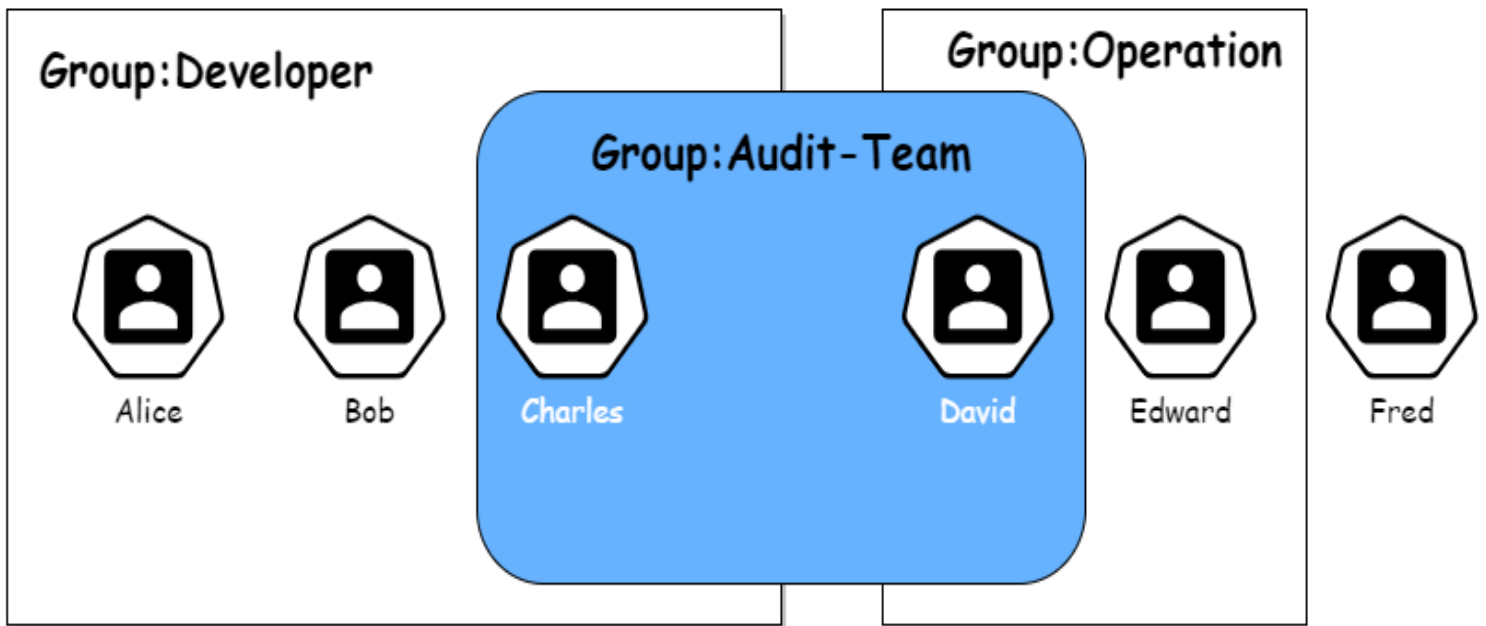 Group:Developer
Group:Operation
Group:Audit-Team
Alice
Bob
Charles
David
Edward
Fred